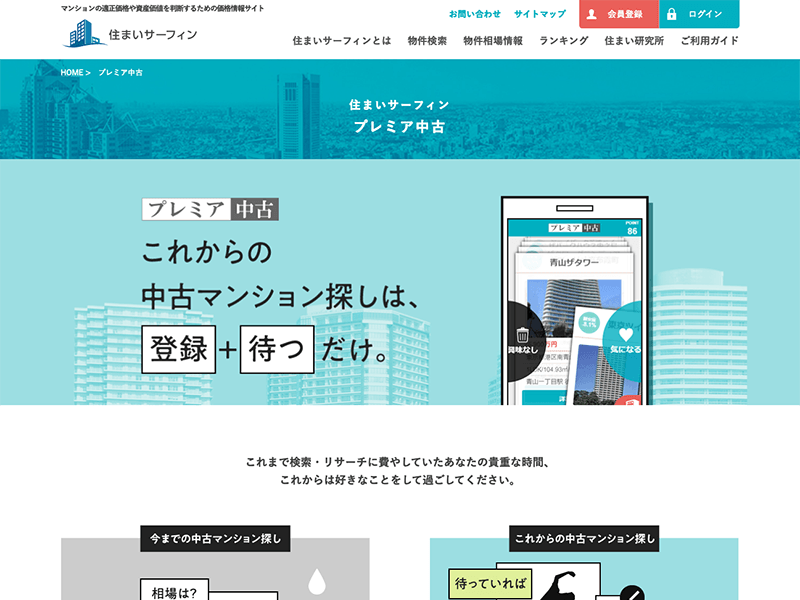 マンションの適正価格や資産価値を判断するための価格情報サイト
お問い合わせ
サイトマップ
会員登録
ログイン
住まいサーフィン
住まいサーフィンとは
物件検索
物件相場情報
ランキング
住まい研究所
ご利用ガイド
HOME >
プレミア中古
住まいサーフィン
プレミア中古
プレミア 中古
これからの
中古マンション探しは、
登録+待つだけ。
プレミア 中古
POINT
86
青山ザタワー
興味なし
気になる
万円
港区南青
青山一丁目駅
これまで検索・リサーチに費やしていたあなたの貴重な時間、
これからは好きなことをして過ごしてください。
今までの中古マンション探し
これからの中古マンション探し
相場は?
待っていれば